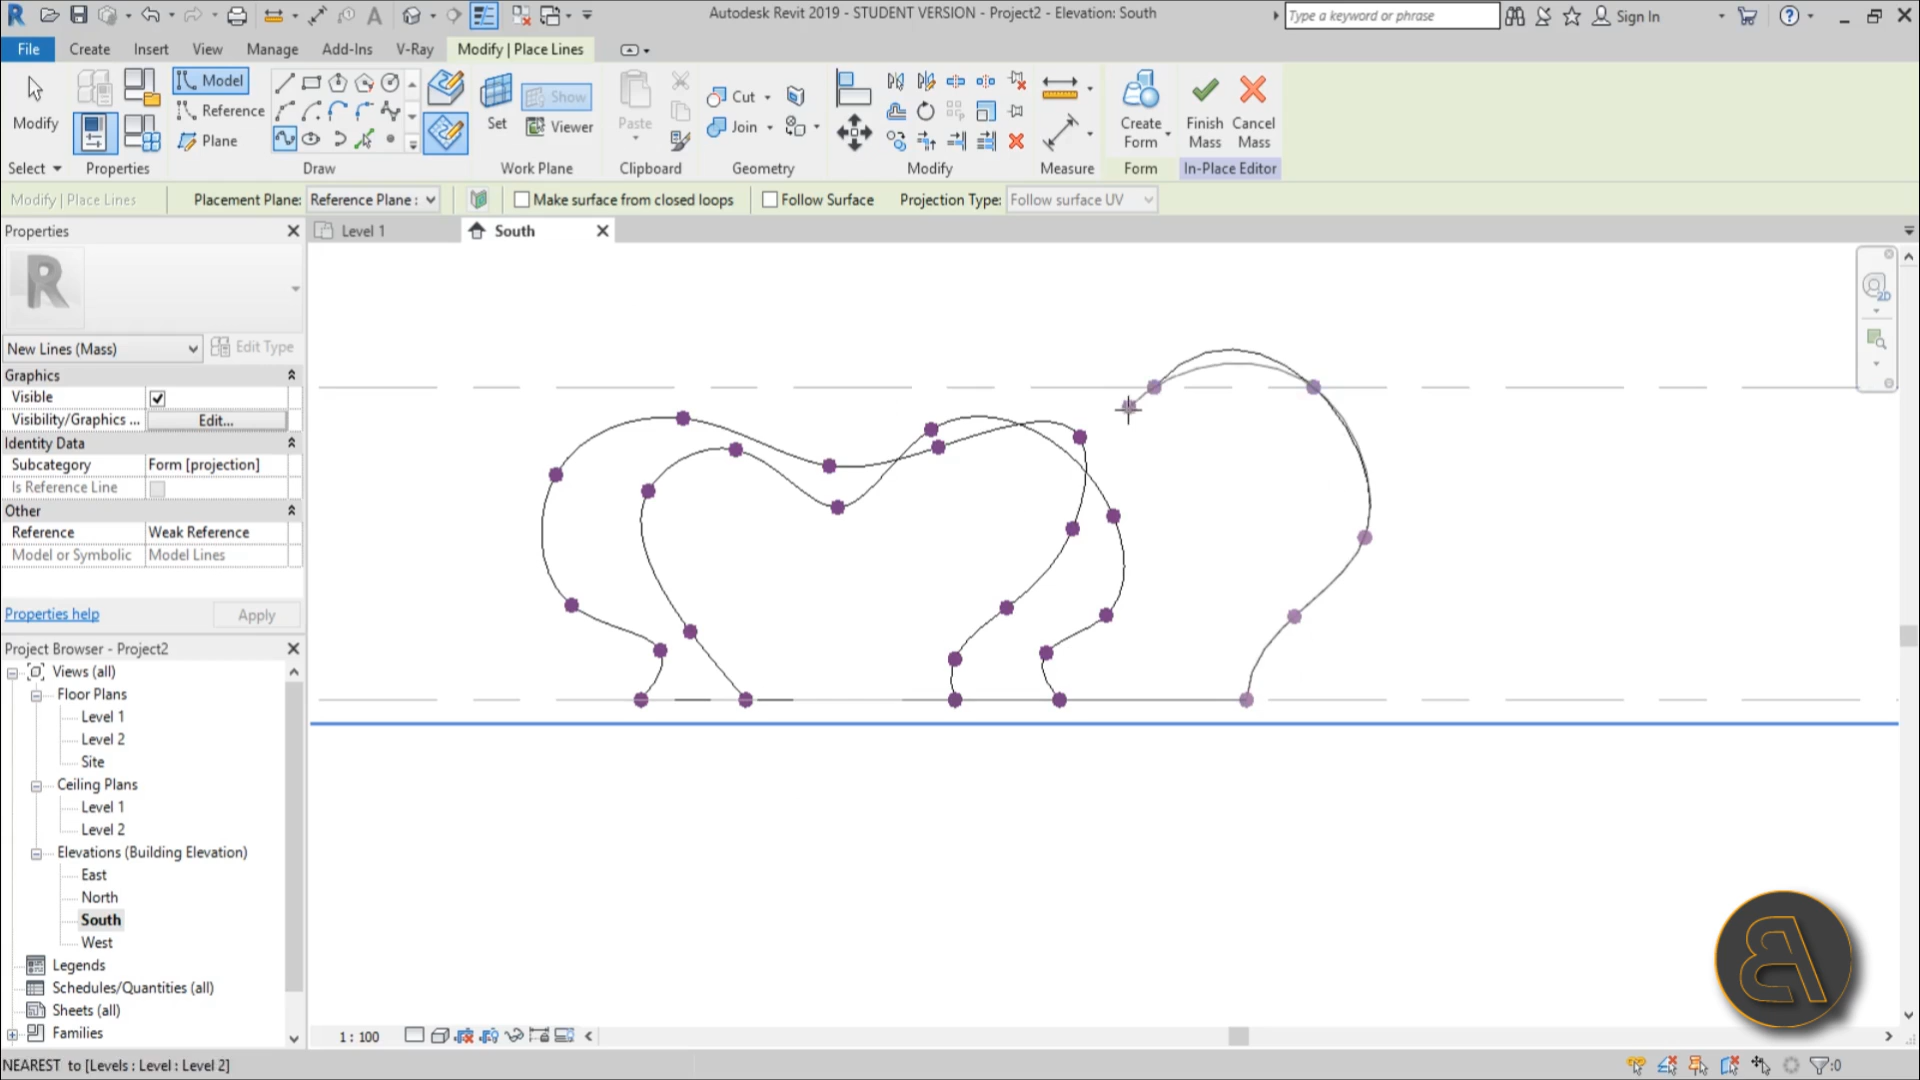 Autodesk Revit 2019 - STUDENT VERSION - Project2 - Elevation: South
Type a keyword or phrase
Sign In
File Create Insert View Manage Add-Ins V-Ray Modify | Place Lines
Modify
Model
Reference
Plane
Set
Show
Viewer
Paste
Cut
Join
Create Form
Finish Mass
Cancel Mass
Select Properties Draw Work Plane Clipboard Geometry Modify Measure Form In-Place Editor
Modify | Place Lines Placement Plane: Reference Plane : Make surface from closed loops Follow Surface Projection Type: Follow surface UV
Properties
Level 1
South
R
New Lines (Mass)
Edit Type
Graphics
Visible
Visibility/Graphics ... Edit...
Identity Data
Subcategory Form [projection]
Is Reference Line
Other
Reference Weak Reference
Model or Symbolic Model Lines
Properties help
Apply
Project Browser - Project2
Views (all)
Floor Plans
Level 1
Level 2
Site
Ceiling Plans
Level 1
Level 2
Elevations (Building Elevation)
East
North
South
West
Legends
Schedules/Quantities (all)
Sheets (all)
Families
2D
1 : 100
NEAREST to [Levels : Level : Level 2]
:0